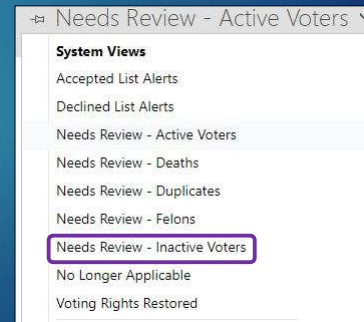 Needs Review - Active Voters
System Views
Accepted List Alerts
Declined List Alerts
Needs Review - Active Voters
Needs Review - Deaths
Needs Review - Duplicates
Needs Review - Felons
Needs Review - Inactive Voters
No Longer Applicable
Voting Rights Restored